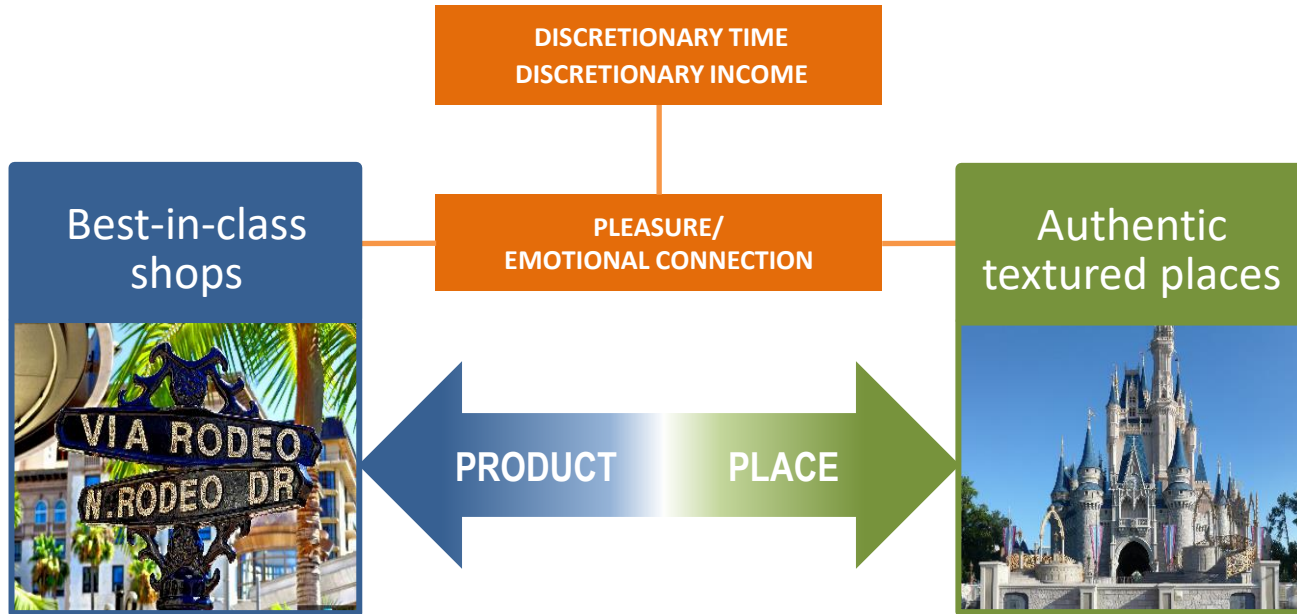 DISCRETIONARY TIME
DISCRETIONARY INCOME
Best-in-class
shops
PLEASURE/
EMOTIONAL CONNECTION
Authentic
textured places
VIA RODEO
N.RODEO DR
PRODUCT
PLACE